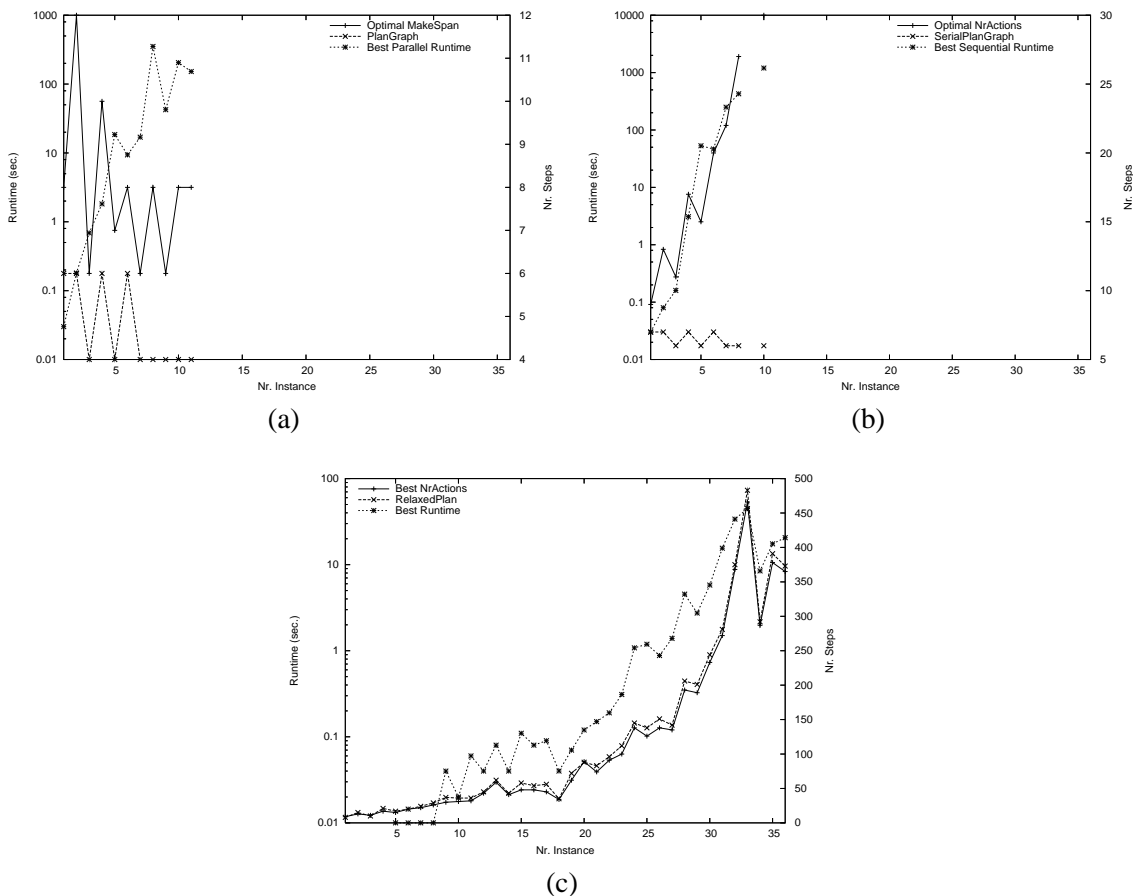 Optimal MakeSpan
PlanGraph
Best Parallel Runtime
1000
100
10
1
0.1
0.01
Runtime (sec.)
12
11
10
9
8
7
6
5
4
Nr. Steps
5 10 15 20 25 30 35
Nr. Instance
(a)
Optimal NrActions
SerialPlanGraph
Best Sequential Runtime
10000
1000
100
10
1
0.1
0.01
Runtime (sec.)
30
25
20
15
10
5
Nr. Steps
5 10 15 20 25 30 35
Nr. Instance
(b)
Best NrActions
RelaxedPlan
Best Runtime
100
10
1
0.1
0.01
Runtime (sec.)
500
450
400
350
300
250
200
150
100
50
0
Nr. Steps
5 10 15 20 25 30 35
Nr. Instance
(c)